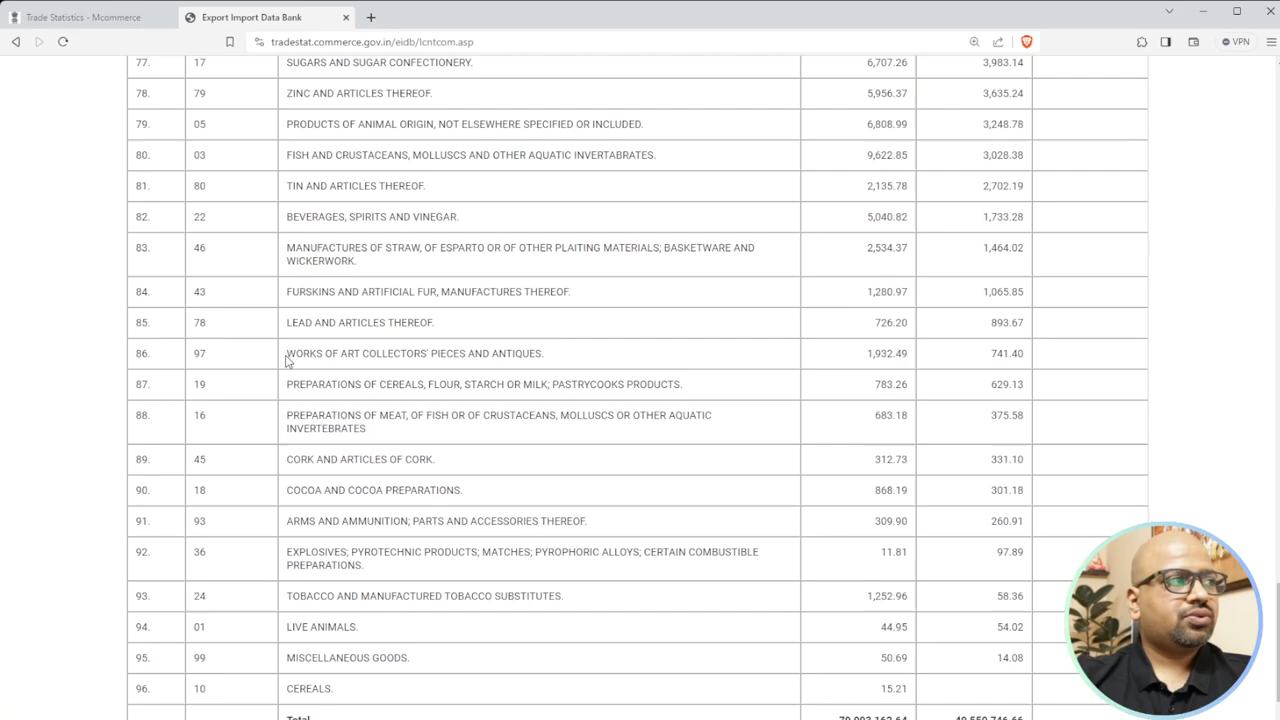 Trade Statistics - Mcommerce
Export Import Data Bank
tradestat.commerce.gov.in/eidb/lcntcom.asp
VPN
77. 17 SUGARS AND SUGAR CONFECTIONERY. 6,707.26 3,983.14
78. 79 ZINC AND ARTICLES THEREOF. 5,956.37 3,635.24
79. 05 PRODUCTS OF ANIMAL ORIGIN, NOT ELSEWHERE SPECIFIED OR INCLUDED. 6,808.99 3,248.78
80. 03 FISH AND CRUSTACEANS, MOLLUSCS AND OTHER AQUATIC INVERTABRATES. 9,622.85 3,028.38
81. 80 TIN AND ARTICLES THEREOF. 2,135.78 2,702.19
82. 22 BEVERAGES, SPIRITS AND VINEGAR. 5,040.82 1,733.28
83. 46 MANUFACTURES OF STRAW, OF ESPARTO OR OF OTHER PLAITING MATERIALS; BASKETWARE AND 2,534.37 1,464.02
WICKERWORK.
84. 43 FURSKINS AND ARTIFICIAL FUR, MANUFACTURES THEREOF. 1,280.97 1,065.85
85. 78 LEAD AND ARTICLES THEREOF. 726.20 893.67
86. 97 WORKS OF ART COLLECTORS' PIECES AND ANTIQUES. 1,932.49 741.40
87. 19 PREPARATIONS OF CEREALS, FLOUR, STARCH OR MILK; PASTRYCOOKS PRODUCTS. 783.26 629.13
88. 16 PREPARATIONS OF MEAT, OF FISH OR OF CRUSTACEANS, MOLLUSCS OR OTHER AQUATIC 683.18 375.58
INVERTEBRATES
89. 45 CORK AND ARTICLES OF CORK. 312.73 331.10
90. 18 COCOA AND COCOA PREPARATIONS. 868.19 301.18
91. 93 ARMS AND AMMUNITION; PARTS AND ACCESSORIES THEREOF. 309.90 260.91
92. 36 EXPLOSIVES; PYROTECHNIC PRODUCTS; MATCHES; PYROPHORIC ALLOYS; CERTAIN COMBUSTIBLE 11.81 97.89
PREPARATIONS.
93. 24 TOBACCO AND MANUFACTURED TOBACCO SUBSTITUTES. 1,252.96 58.36
94. 01 LIVE ANIMALS. 44.95 54.02
95. 99 MISCELLANEOUS GOODS. 50.69 14.08
96. 10 CEREALS. 15.21
Total